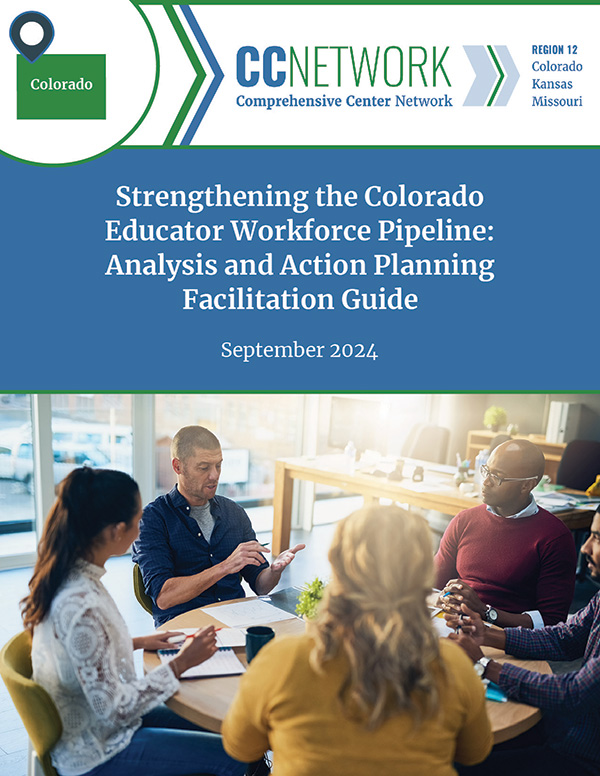 Colorado
CCNETWORK
Comprehensive Center Network
REGION 12
Colorado
Kansas
Missouri
Strengthening the Colorado
Educator Workforce Pipeline:
Analysis and Action Planning
Facilitation Guide
September 2024